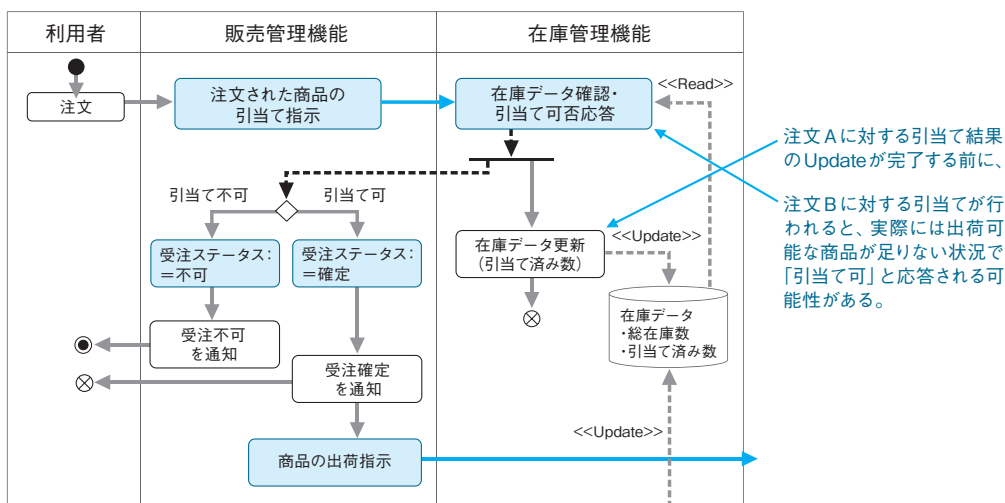 利用者
販売管理機能
在庫管理機能
注文
注文された商品の
引当て指示
在庫データ確認・
引当て可否応答
<<Read>>
注文Aに対する引当て結果
のUpdateが完了する前に、
注文Bに対する引当てが行
われると、実際には出荷可
能な商品が足りない状況で
「引当て可」と応答される可
能性がある。
引当て不可
引当て可
受注ステータス：
＝不可
受注ステータス：
＝確定
在庫データ更新
（引当て済み数）
<<Update>>
在庫データ
・総在庫数
・引当て済み数
受注不可
を通知
受注確定
を通知
<<Update>>
商品の出荷指示